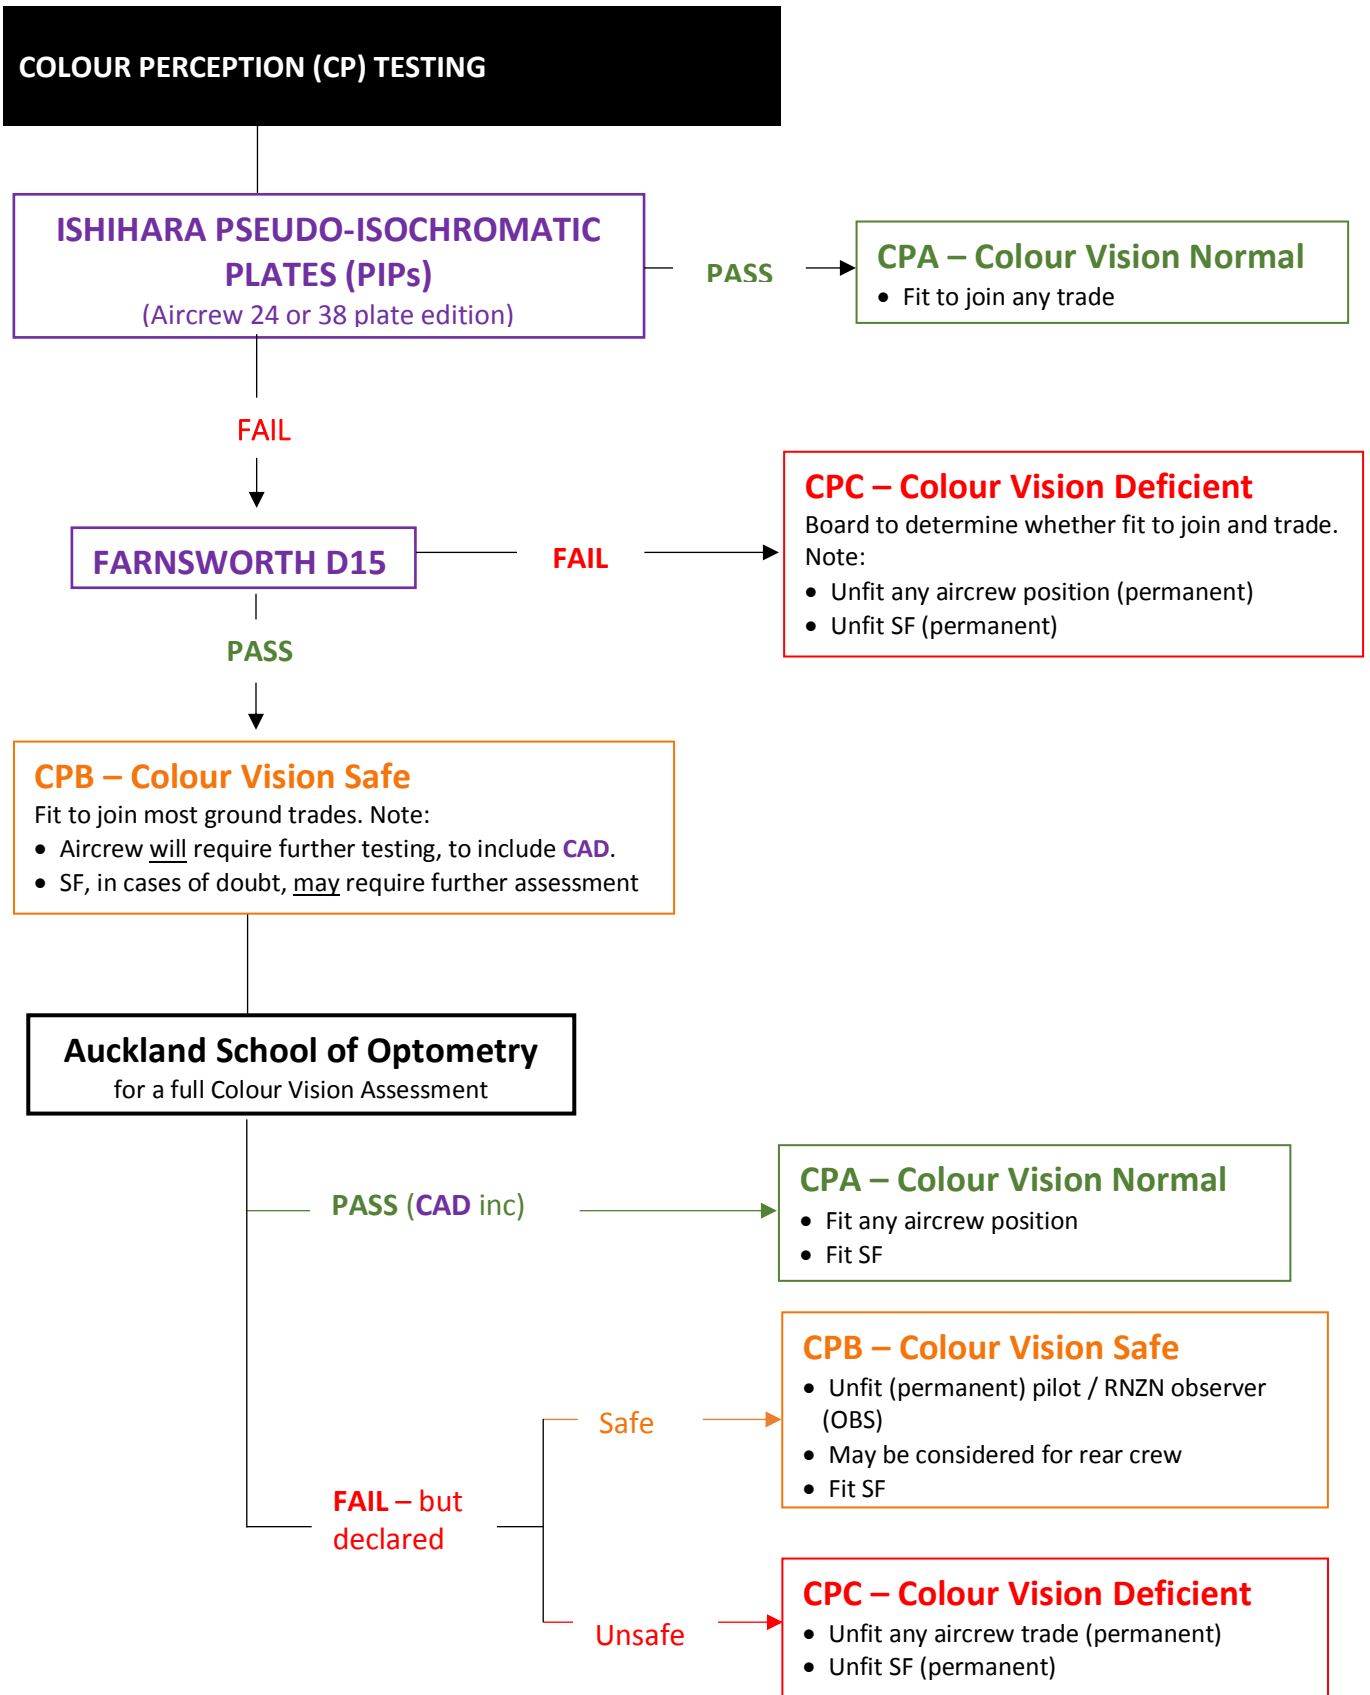 COLOUR PERCEPTION (CP) TESTING
ISHIHARA PSEUDO-ISOCHROMATIC
PLATES (PIPs)
(Aircrew 24 or 38 plate edition)
PASS
CPA – Colour Vision Normal
• Fit to join any trade
FAIL
FARNSWORTH D15
FAIL
CPC – Colour Vision Deficient
Board to determine whether fit to join and trade.
Note:
• Unfit any aircrew position (permanent)
• Unfit SF (permanent)
PASS
CPB – Colour Vision Safe
Fit to join most ground trades. Note:
• Aircrew will require further testing, to include CAD.
• SF, in cases of doubt, may require further assessment
Auckland School of Optometry
for a full Colour Vision Assessment
PASS (CAD inc)
CPA – Colour Vision Normal
• Fit any aircrew position
• Fit SF
FAIL – but
declared
Safe
CPB – Colour Vision Safe
• Unfit (permanent) pilot / RNZN observer
(OBS)
• May be considered for rear crew
• Fit SF
Unsafe
CPC – Colour Vision Deficient
• Unfit any aircrew trade (permanent)
• Unfit SF (permanent)